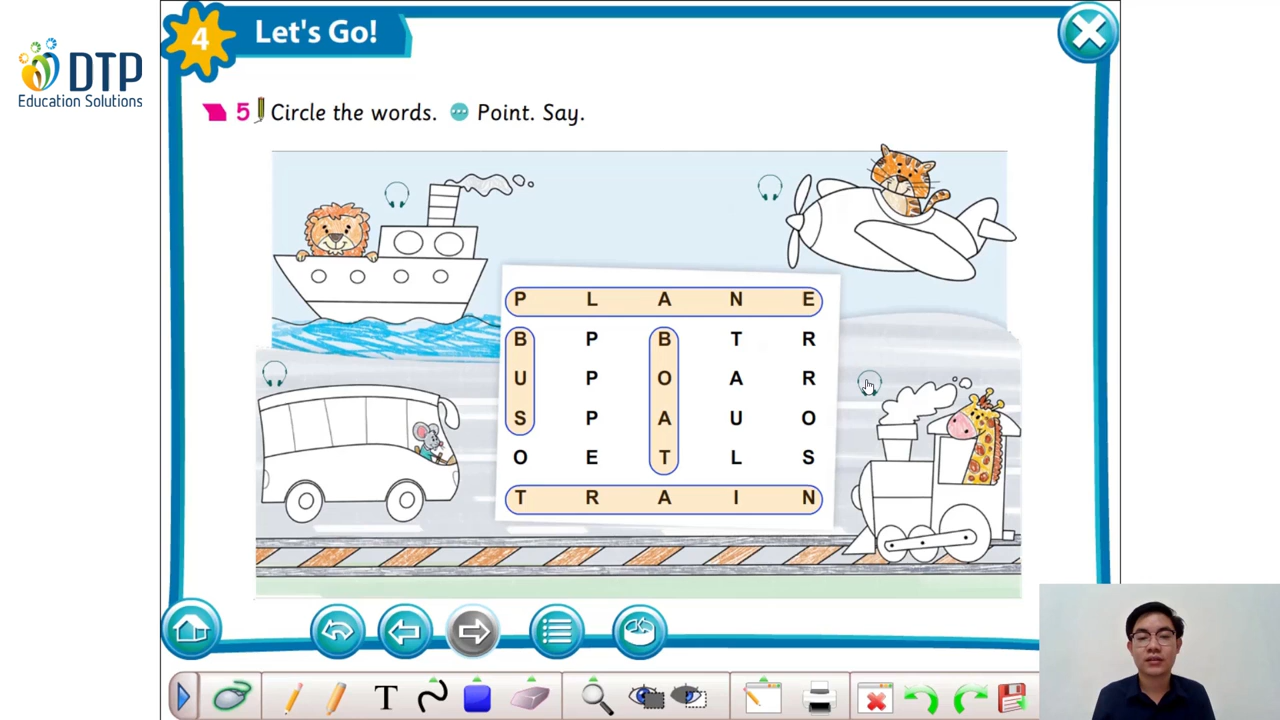 DTP
Education Solutions
4 Let's Go!
5 Circle the words. Point. Say.
P L A N E
B P B T R
U P O A R
S P A U O
O E T L S
T R A I N
T